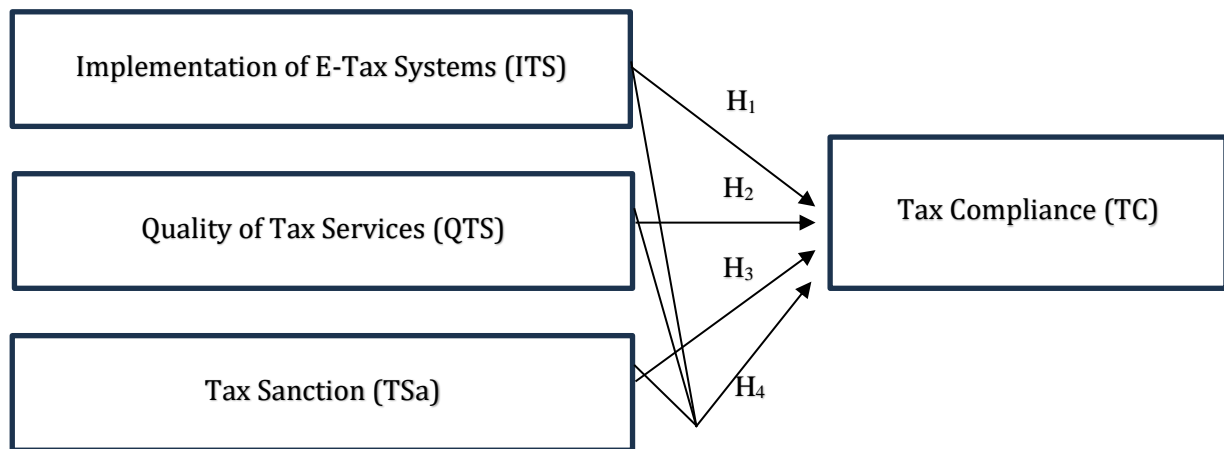 Implementation of E-Tax Systems (ITS)
H₁
Quality of Tax Services (QTS)
H₂
Tax Compliance (TC)
H₃
Tax Sanction (TSa)
H₄